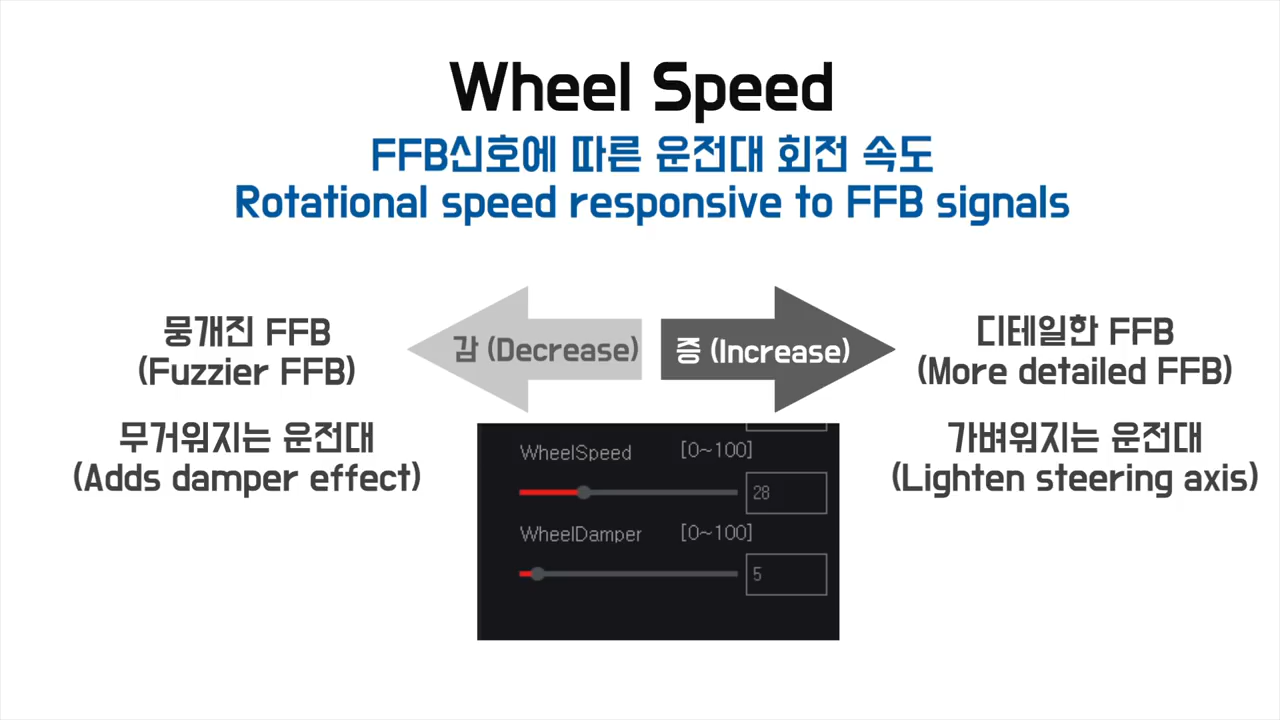 Wheel Speed
FFB신호에 따른 운전대 회전 속도
Rotational speed responsive to FFB signals
뭉개진 FFB
(Fuzzier FFB)
무거워지는 운전대
(Adds damper effect)
감 (Decrease)
증 (Increase)
디테일한 FFB
(More detailed FFB)
가벼워지는 운전대
(Lighten steering axis)
WheelSpeed [0~100]
28
WheelDamper [0~100]
5